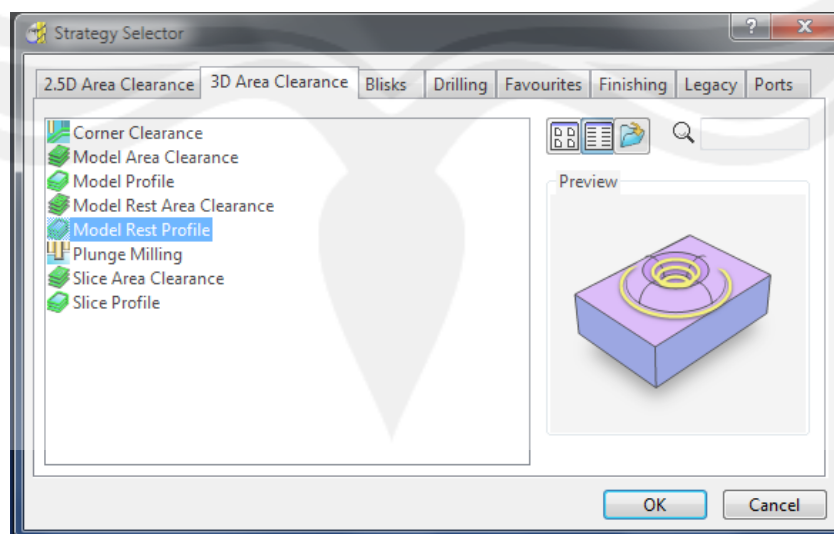 Strategy Selector
2.5D Area Clearance 3D Area Clearance Blisks Drilling Favourites Finishing Legacy Ports
Corner Clearance
Model Area Clearance
Model Profile
Model Rest Area Clearance
Model Rest Profile
Plunge Milling
Slice Area Clearance
Slice Profile
Preview
OK Cancel